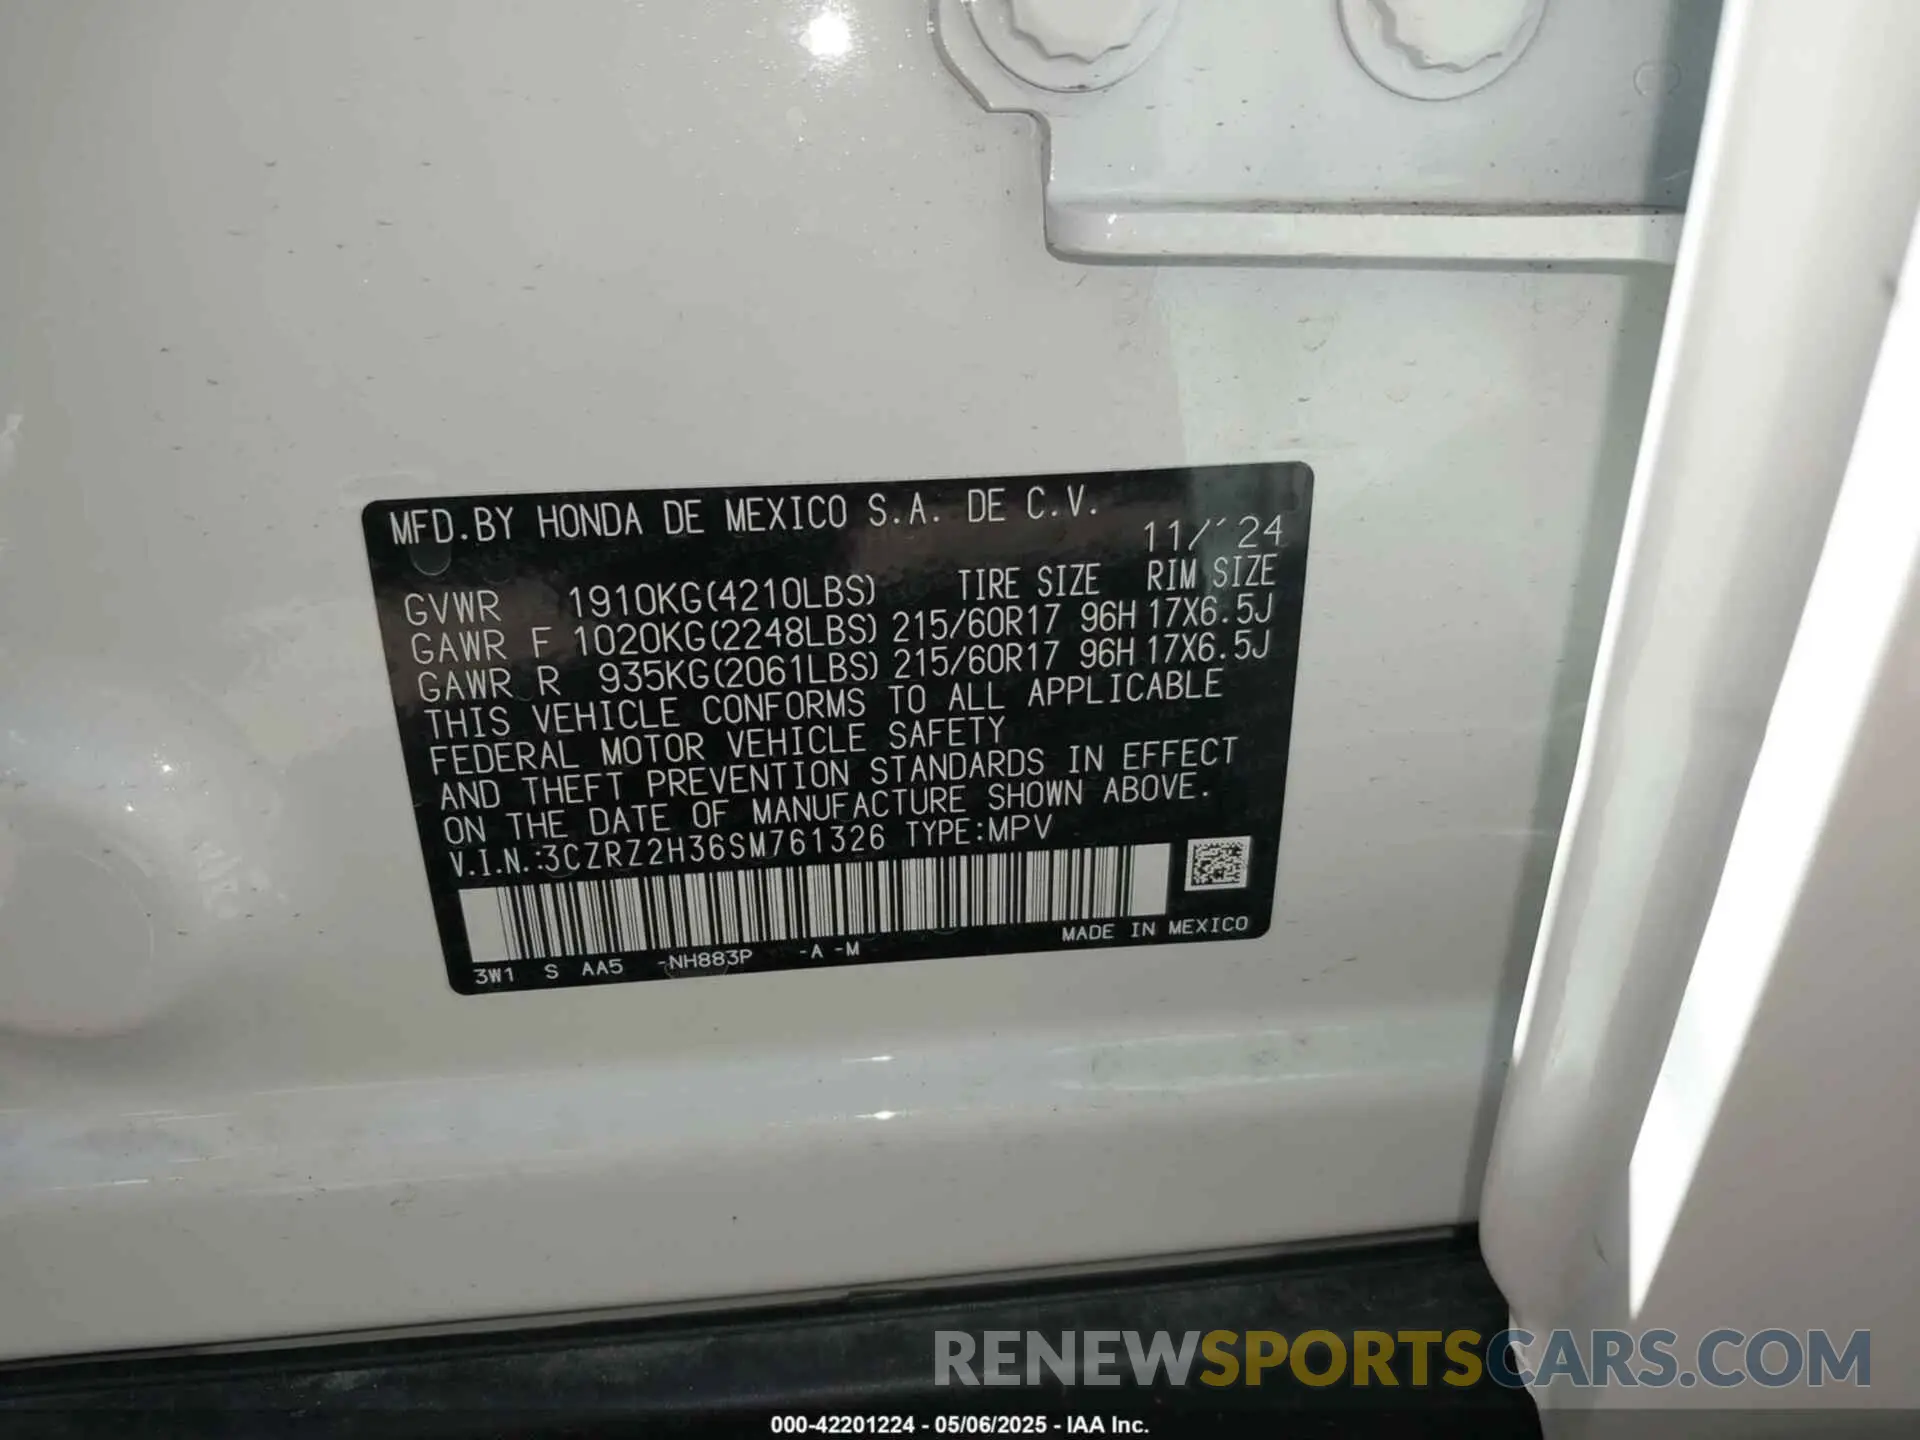 MFD.BY HONDA DE MEXICO S.A. DE C.V.
11/´24
GVWR 1910KG(4210LBS) TIRE SIZE RIM SIZE
GAWR F 1020KG(2248LBS) 215/60R17 96H 17X6.5J
GAWR R 935KG(2061LBS) 215/60R17 96H 17X6.5J
THIS VEHICLE CONFORMS TO ALL APPLICABLE
FEDERAL MOTOR VEHICLE SAFETY
AND THEFT PREVENTION STANDARDS IN EFFECT
ON THE DATE OF MANUFACTURE SHOWN ABOVE.
V.I.N.:3CZRZ2H36SM761326 TYPE:MPV
MADE IN MEXICO
3W1 S AA5 -NH883P -A -M
RENEWSPORTSCARS.COM
000-42201224 - 05/06/2025 - IAA Inc.